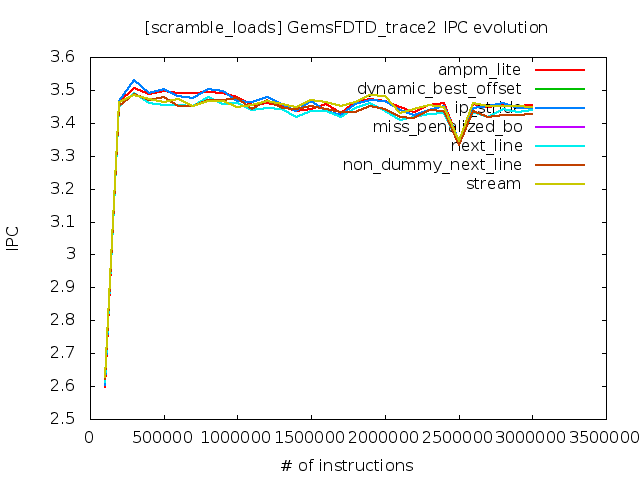 [scramble_loads] GemsFDTD_trace2 IPC evolution
3.6
3.5
3.4
3.3
3.2
3.1
3
2.9
2.8
2.7
2.6
2.5
IPC
ampm_lite
dynamic_best_offset
ip_stride
miss_penalized_bo
next_line
non_dummy_next_line
stream
0 500000 1000000 1500000 2000000 2500000 3000000 3500000
# of instructions